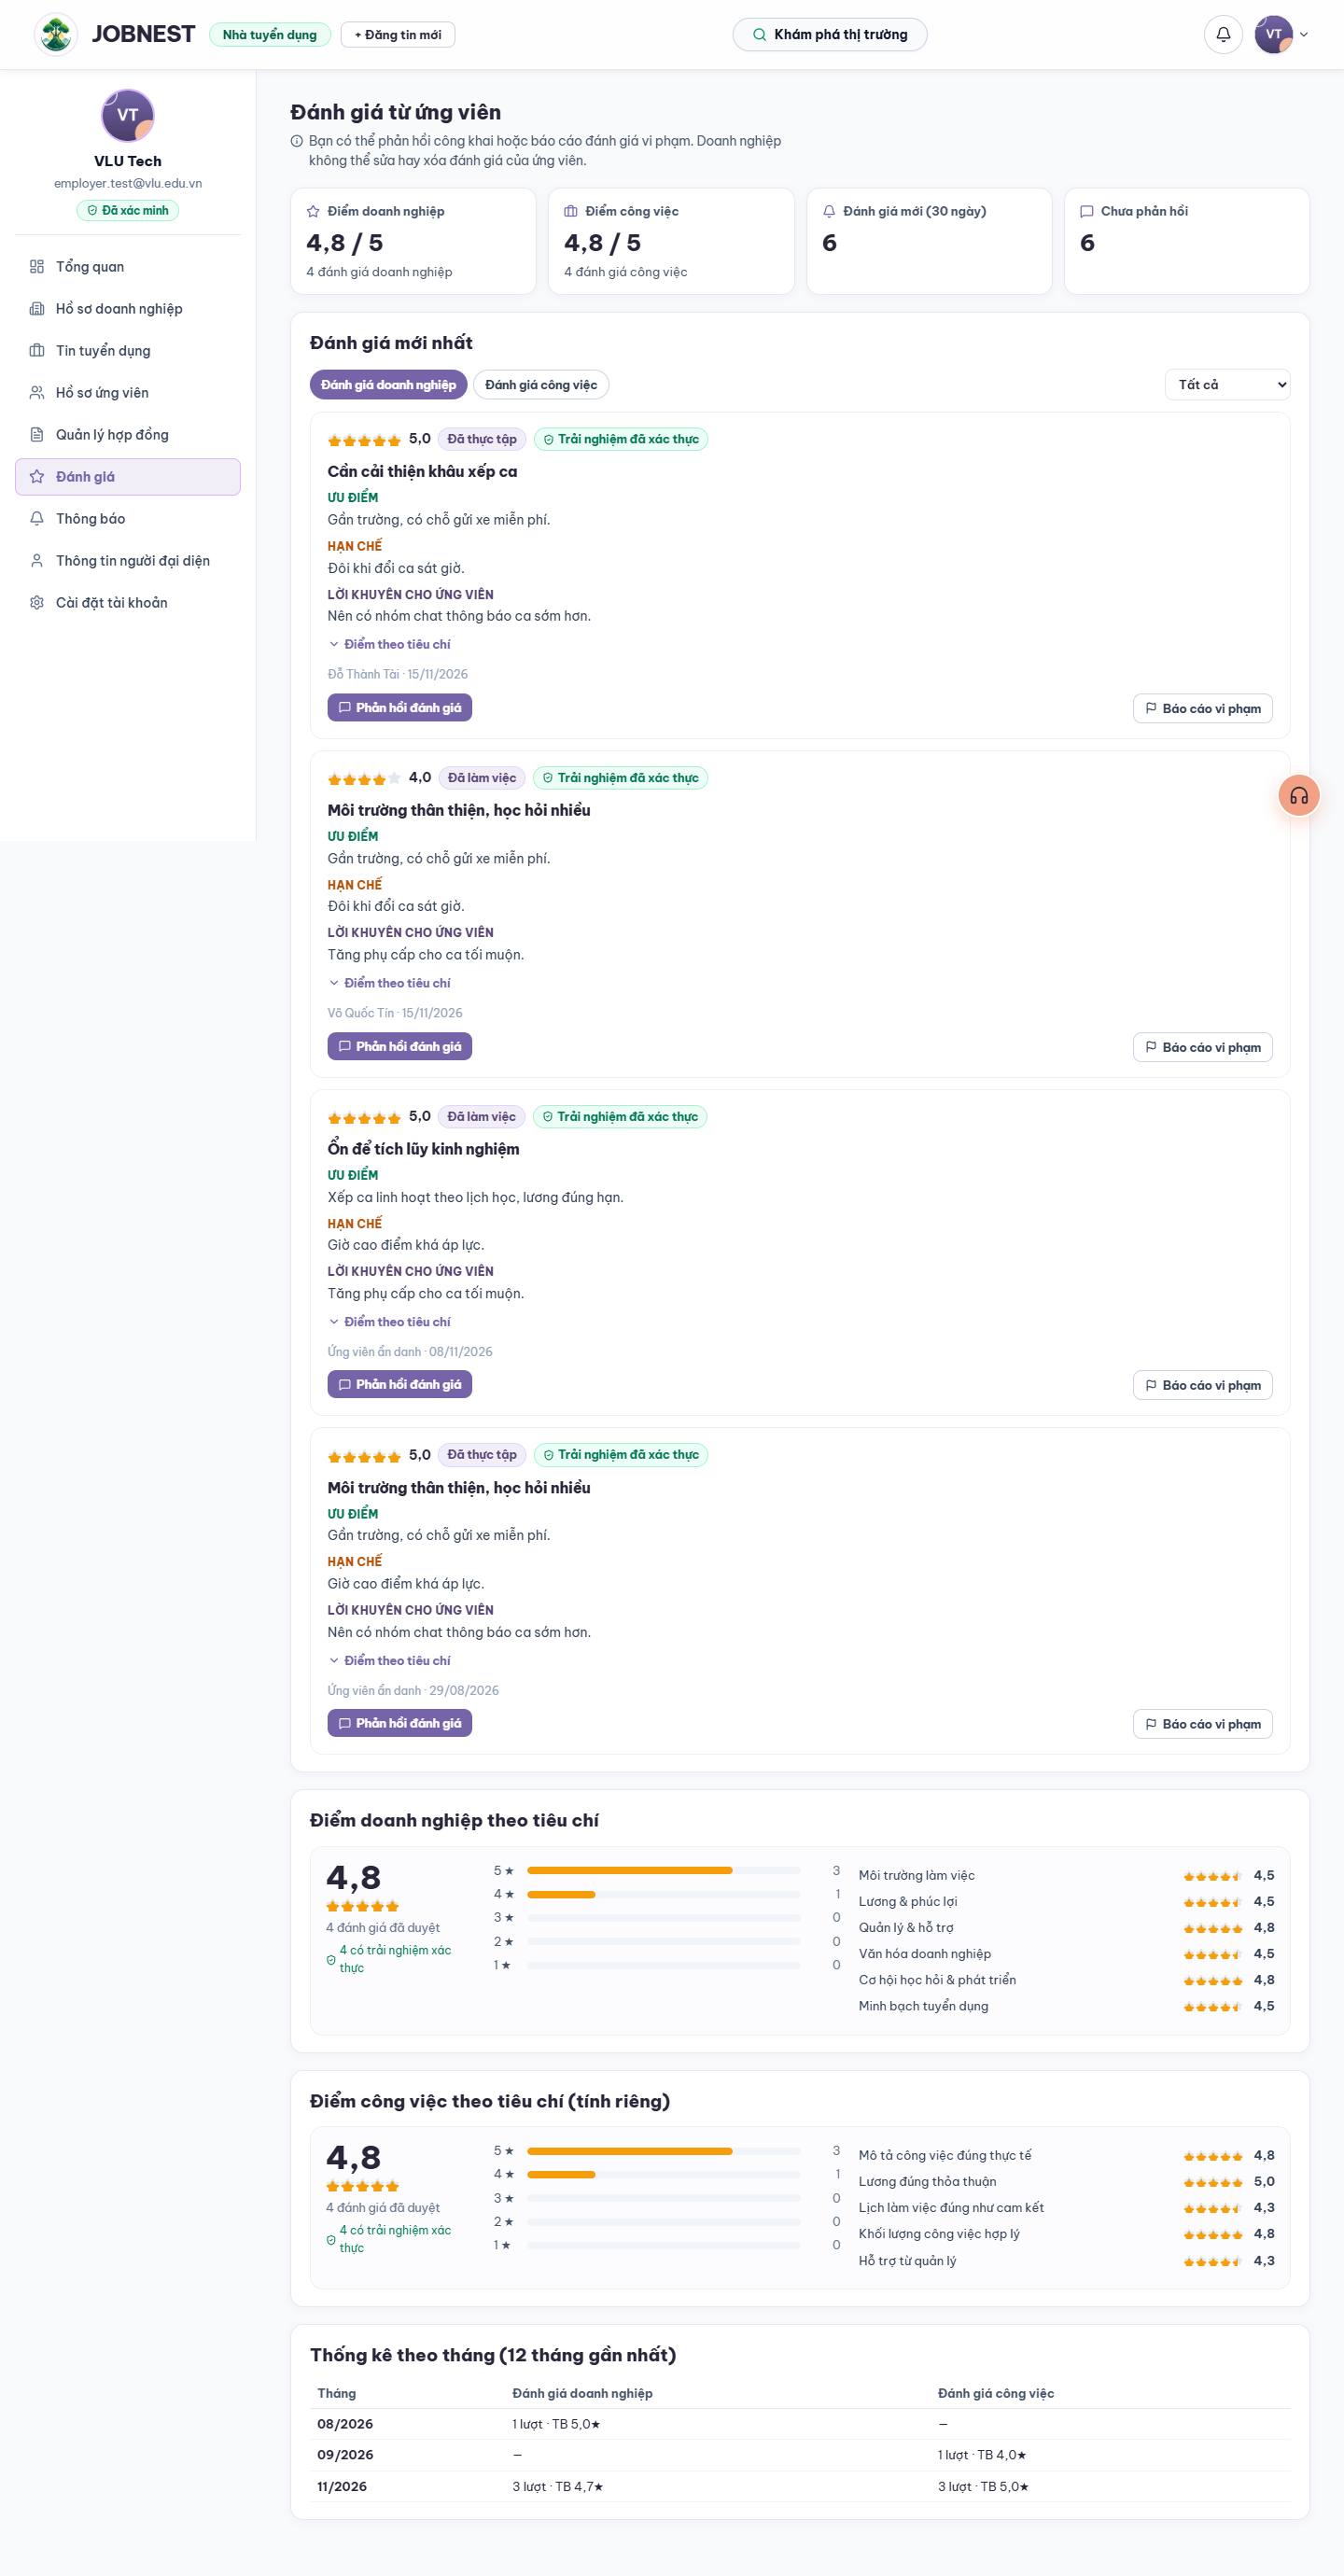 JOBNEST
Nhà tuyển dụng
+ Đăng tin mới
Khám phá thị trường
VT
VT
VLU Tech
employer.test@vlu.edu.vn
Đã xác minh
Tổng quan
Hồ sơ doanh nghiệp
Tin tuyển dụng
Hồ sơ ứng viên
Quản lý hợp đồng
Đánh giá
Thông báo
Thông tin người đại diện
Cài đặt tài khoản
Đánh giá từ ứng viên
Bạn có thể phản hồi công khai hoặc báo cáo đánh giá vi phạm. Doanh nghiệp
không thể sửa hay xóa đánh giá của ứng viên.
Điểm doanh nghiệp
4,8 / 5
4 đánh giá doanh nghiệp
Điểm công việc
4,8 / 5
4 đánh giá công việc
Đánh giá mới (30 ngày)
6
Chưa phản hồi
6
Đánh giá mới nhất
Đánh giá doanh nghiệp
Đánh giá công việc
Tất cả
5,0 Đã thực tập Trải nghiệm đã xác thực
Cần cải thiện khâu xếp ca
ƯU ĐIỂM
Gần trường, có chỗ gửi xe miễn phí.
HẠN CHẾ
Đôi khi đổi ca sát giờ.
LỜI KHUYÊN CHO ỨNG VIÊN
Nên có nhóm chat thông báo ca sớm hơn.
Điểm theo tiêu chí
Đỗ Thành Tài · 15/11/2026
Phản hồi đánh giá
Báo cáo vi phạm
4,0 Đã làm việc Trải nghiệm đã xác thực
Môi trường thân thiện, học hỏi nhiều
ƯU ĐIỂM
Gần trường, có chỗ gửi xe miễn phí.
HẠN CHẾ
Đôi khi đổi ca sát giờ.
LỜI KHUYÊN CHO ỨNG VIÊN
Tăng phụ cấp cho ca tối muộn.
Điểm theo tiêu chí
Võ Quốc Tín · 15/11/2026
Phản hồi đánh giá
Báo cáo vi phạm
5,0 Đã làm việc Trải nghiệm đã xác thực
Ổn để tích lũy kinh nghiệm
ƯU ĐIỂM
Xếp ca linh hoạt theo lịch học, lương đúng hạn.
HẠN CHẾ
Giờ cao điểm khá áp lực.
LỜI KHUYÊN CHO ỨNG VIÊN
Tăng phụ cấp cho ca tối muộn.
Điểm theo tiêu chí
Ứng viên ẩn danh · 08/11/2026
Phản hồi đánh giá
Báo cáo vi phạm
5,0 Đã thực tập Trải nghiệm đã xác thực
Môi trường thân thiện, học hỏi nhiều
ƯU ĐIỂM
Gần trường, có chỗ gửi xe miễn phí.
HẠN CHẾ
Giờ cao điểm khá áp lực.
LỜI KHUYÊN CHO ỨNG VIÊN
Nên có nhóm chat thông báo ca sớm hơn.
Điểm theo tiêu chí
Ứng viên ẩn danh · 29/08/2026
Phản hồi đánh giá
Báo cáo vi phạm
Điểm doanh nghiệp theo tiêu chí
4,8
4 đánh giá đã duyệt
4 có trải nghiệm xác
thực
5 ★ 3
4 ★ 1
3 ★ 0
2 ★ 0
1 ★ 0
Môi trường làm việc 4,5
Lương & phúc lợi 4,5
Quản lý & hỗ trợ 4,8
Văn hóa doanh nghiệp 4,5
Cơ hội học hỏi & phát triển 4,8
Minh bạch tuyển dụng 4,5
Điểm công việc theo tiêu chí (tính riêng)
4,8
4 đánh giá đã duyệt
4 có trải nghiệm xác
thực
5 ★ 3
4 ★ 1
3 ★ 0
2 ★ 0
1 ★ 0
Mô tả công việc đúng thực tế 4,8
Lương đúng thỏa thuận 5,0
Lịch làm việc đúng như cam kết 4,3
Khối lượng công việc hợp lý 4,8
Hỗ trợ từ quản lý 4,3
Thống kê theo tháng (12 tháng gần nhất)
Tháng Đánh giá doanh nghiệp Đánh giá công việc
08/2026 1 lượt · TB 5,0★ —
09/2026 — 1 lượt · TB 4,0★
11/2026 3 lượt · TB 4,7★ 3 lượt · TB 5,0★